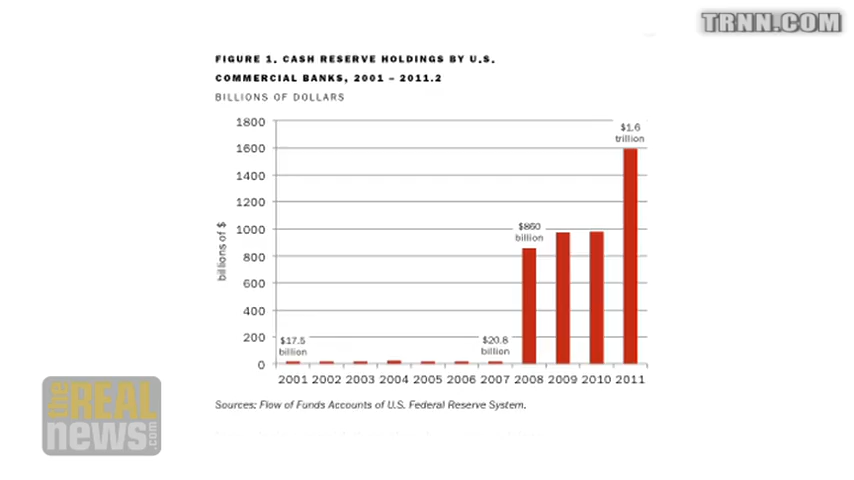 TRNN.COM
FIGURE 1. CASH RESERVE HOLDINGS BY U.S.
COMMERCIAL BANKS, 2001 – 2011.2
BILLIONS OF DOLLARS
billions of $
1800
1600
1400
1200
1000
800
600
400
200
0
$17.5
billion
$20.8
billion
$860
billion
$1.6
trillion
2001 2002 2003 2004 2005 2006 2007 2008 2009 2010 2011
Sources: Flow of Funds Accounts of U.S. Federal Reserve System.
the REAL
news.com